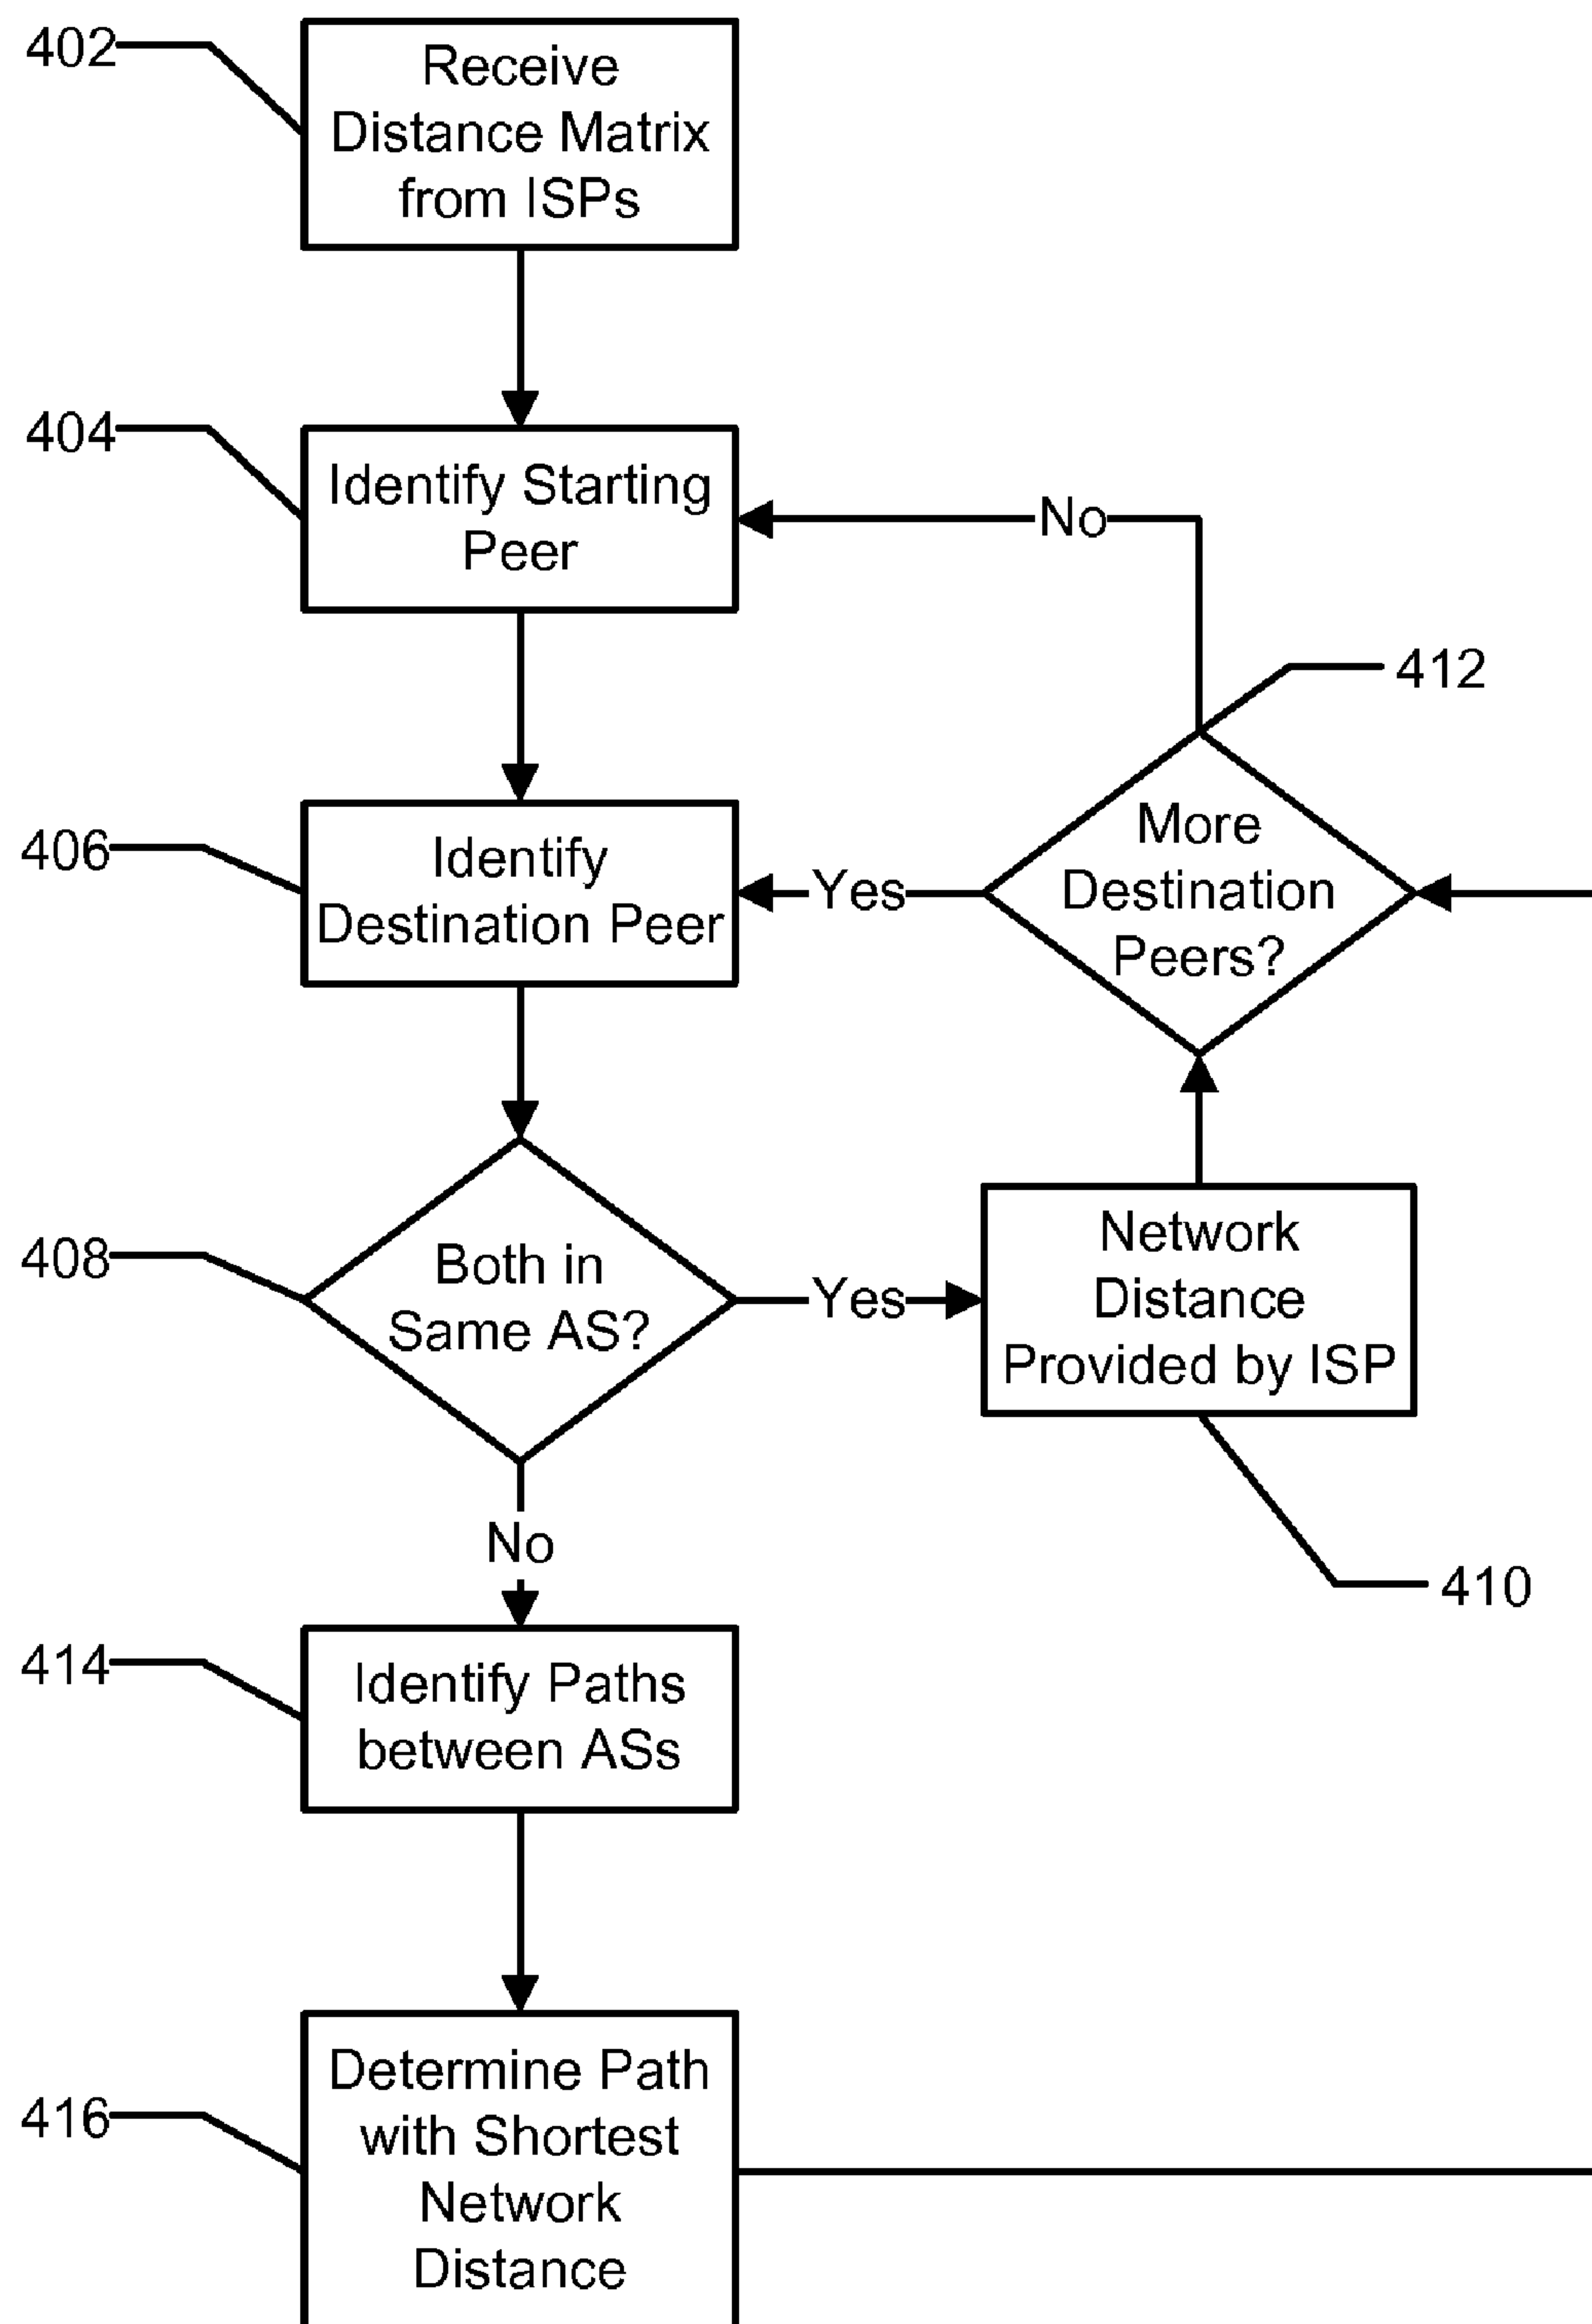 402
Receive
Distance Matrix
from ISPs
404
Identify Starting
Peer
No
412
406
Identify
Destination Peer
Yes
More
Destination
Peers?
408
Both in
Same AS?
Yes
Network
Distance
Provided by ISP
No
410
414
Identify Paths
between ASs
416
Determine Path
with Shortest
Network
Distance